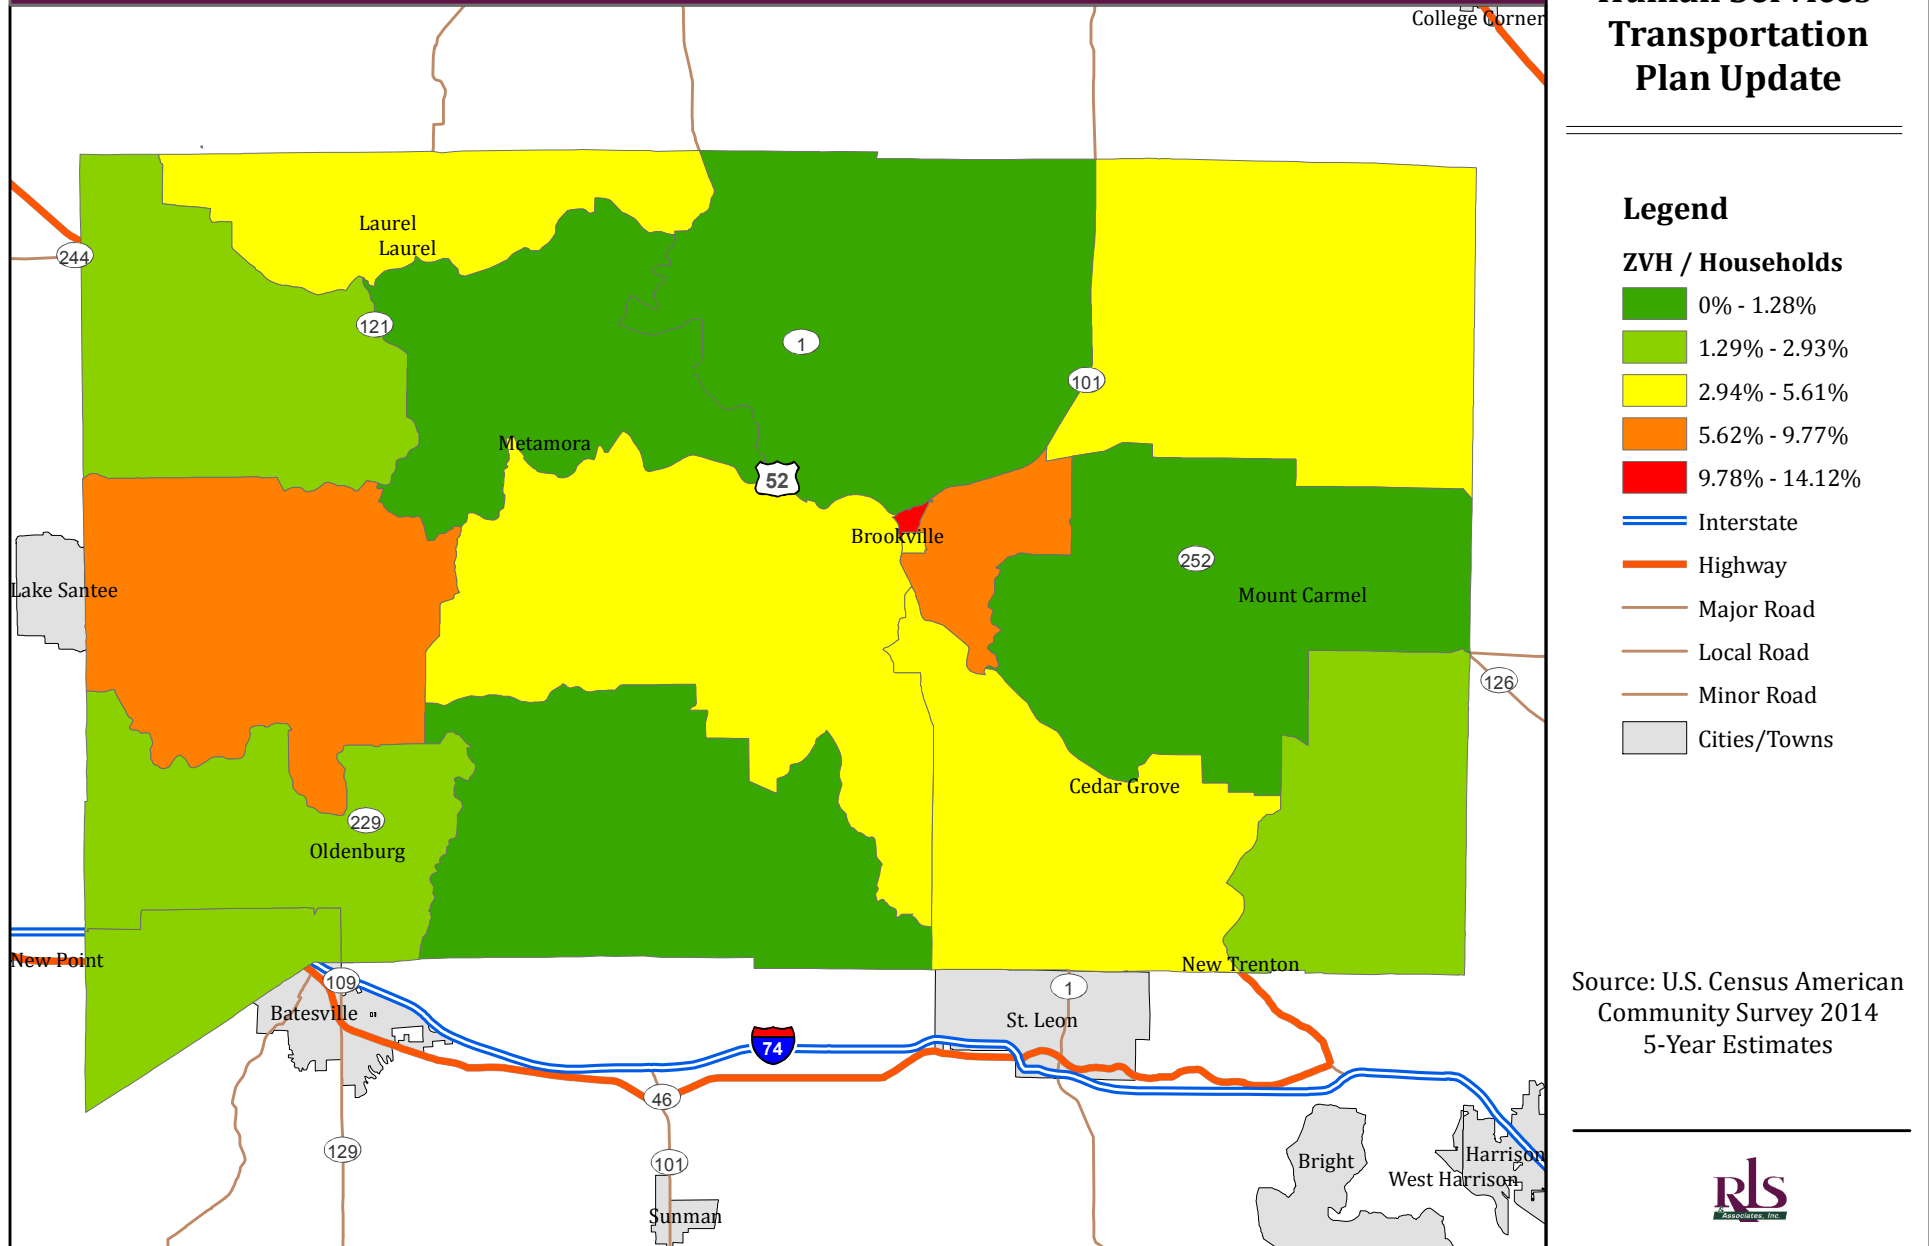 Human Services
Transportation
Plan Update
Legend
ZVH / Households
0% - 1.28%
1.29% - 2.93%
2.94% - 5.61%
5.62% - 9.77%
9.78% - 14.12%
Interstate
Highway
Major Road
Local Road
Minor Road
Cities/Towns
Source: U.S. Census American
Community Survey 2014
5-Year Estimates
RLS
& Associates, Inc.
College Corner
Laurel
Laurel
244
121
1
101
Metamora
52
Brookville
252
Lake Santee
Mount Carmel
126
Cedar Grove
229
Oldenburg
New Point
New Trenton
109
1
Batesville
St. Leon
74
46
129
101
Bright
Harrison
West Harrison
Sunman